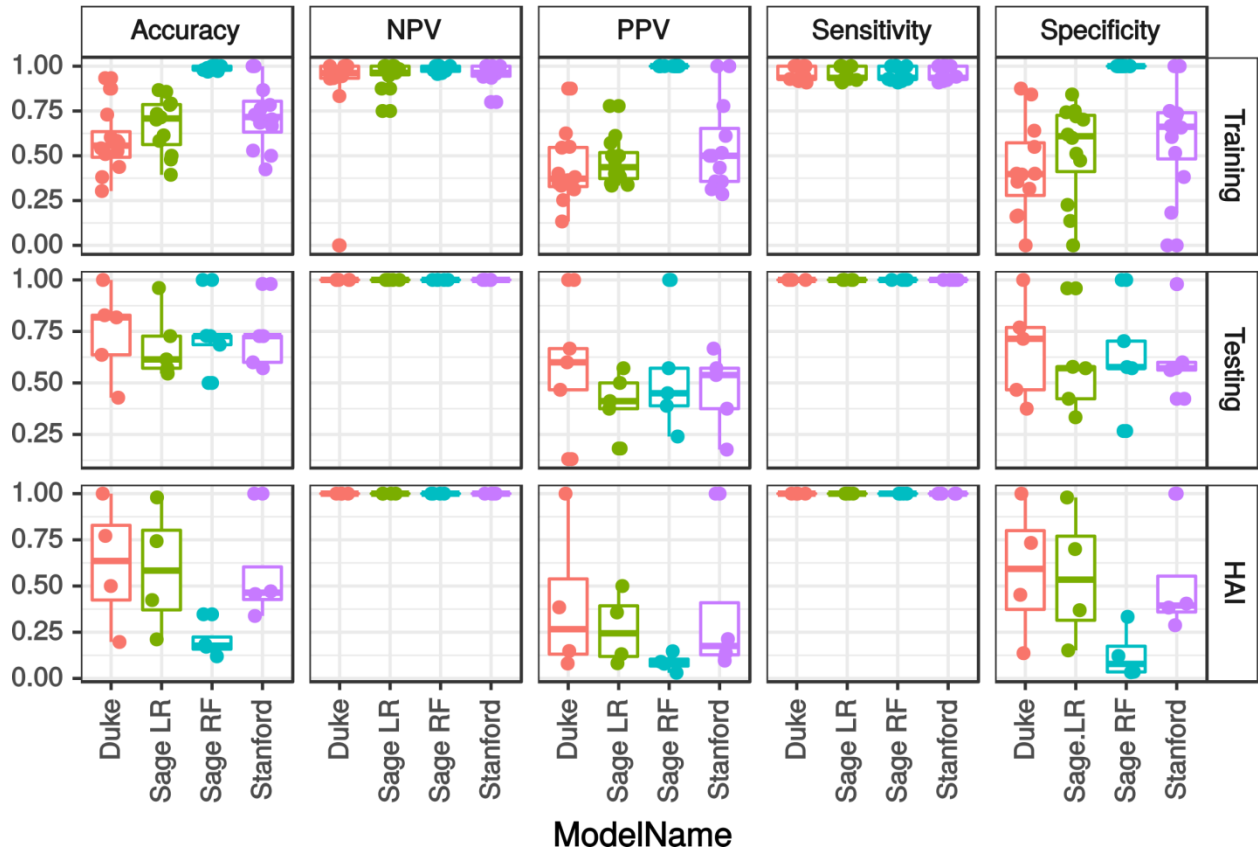 Accuracy NPV PPV Sensitivity Specificity
1.00
0.75
0.50
0.25
0.00
Training
1.00
0.75
0.50
0.25
Testing
1.00
0.75
0.50
0.25
0.00
HAI
Duke Sage LR Sage RF Stanford Duke Sage LR Sage RF Stanford Duke Sage LR Sage RF Stanford Duke Sage LR Sage RF Stanford Duke Sage.LR Sage RF Stanford
ModelName